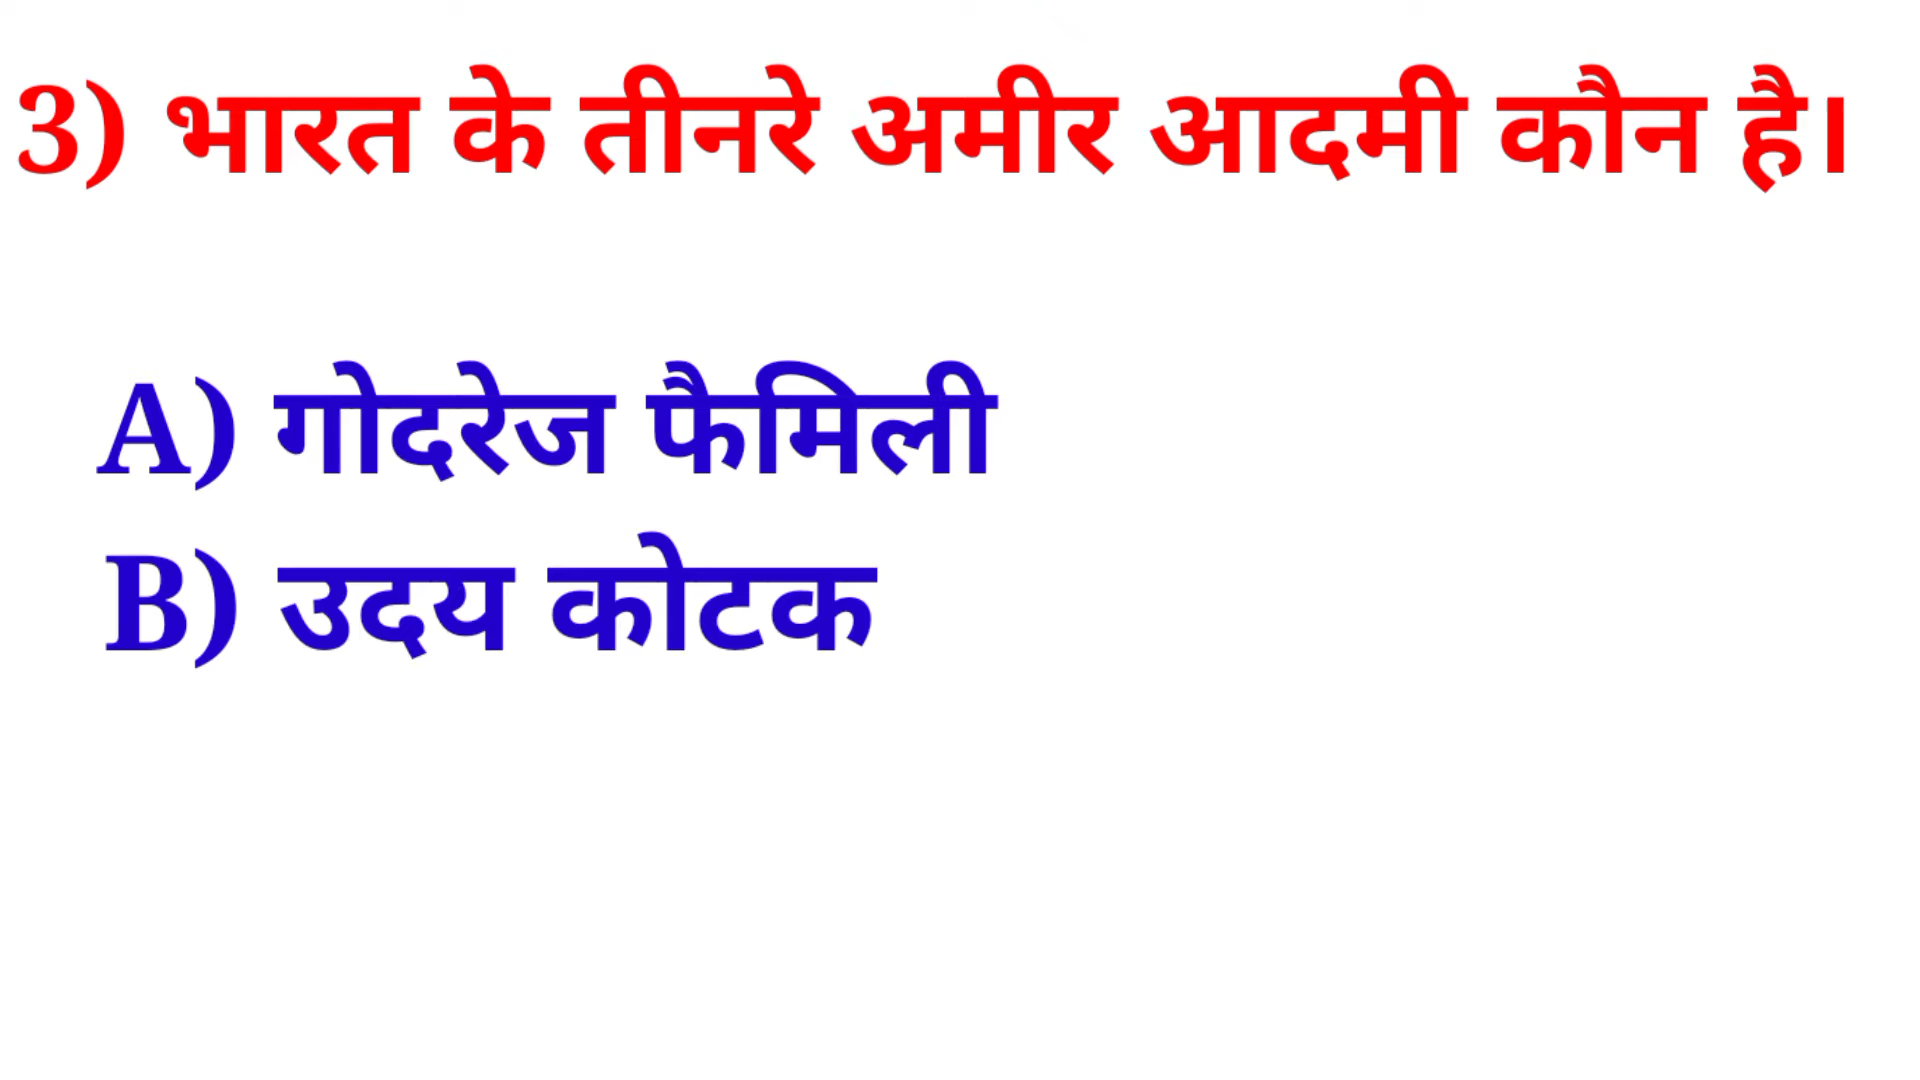 3) भारत के तीनरे अमीर आदमी कौन है।
A) गोदरेज फैमिली
B) उदय कोटक